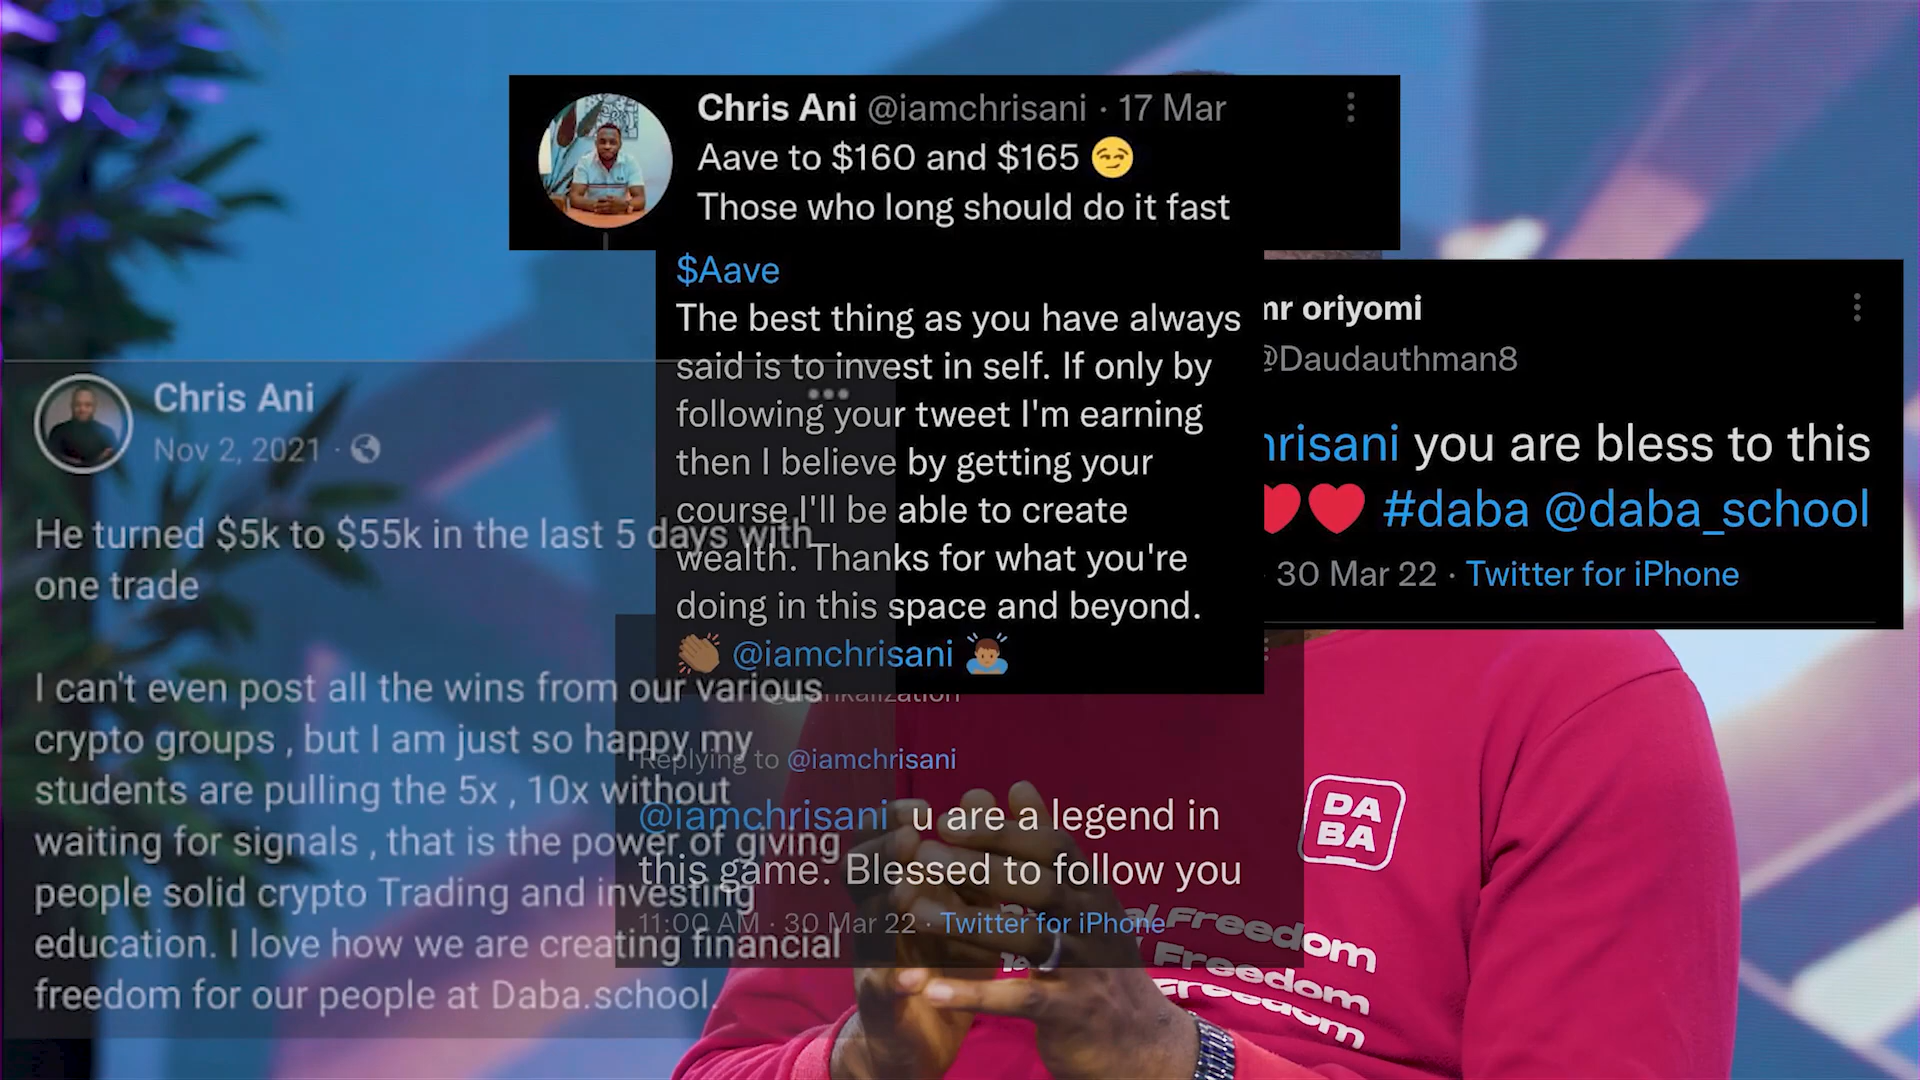 Chris Ani @iamchrisani · 17 Mar
Aave to $160 and $165 😏
Those who long should do it fast
$Aave
The best thing as you have always
said is to invest in self. If only by
following your tweet I'm earning
then I believe by getting your
course I'll be able to create
wealth. Thanks for what you're
doing in this space and beyond.
👏🏽 @iamchrisani 🙇🏽‍♂️
mr oriyomi
@Daudauthman8
hrisani you are bless to this
❤️❤️ #daba @daba_school
· 30 Mar 22 · Twitter for iPhone
Chris Ani
Nov 2, 2021 ·
He turned $5k to $55k in the last 5 days with
one trade
I can't even post all the wins from our various
crypto groups , but I am just so happy my
students are pulling the 5x , 10x without
waiting for signals , that is the power of giving
people solid crypto Trading and investing
education. I love how we are creating financial
freedom for our people at Daba.school.
Replying to @iamchrisani
@iamchrisani u are a legend in
this game. Blessed to follow you
11:00 AM · 30 Mar 22 · Twitter for iPhone
DA
BA
Freedom
Freedom
Freedom